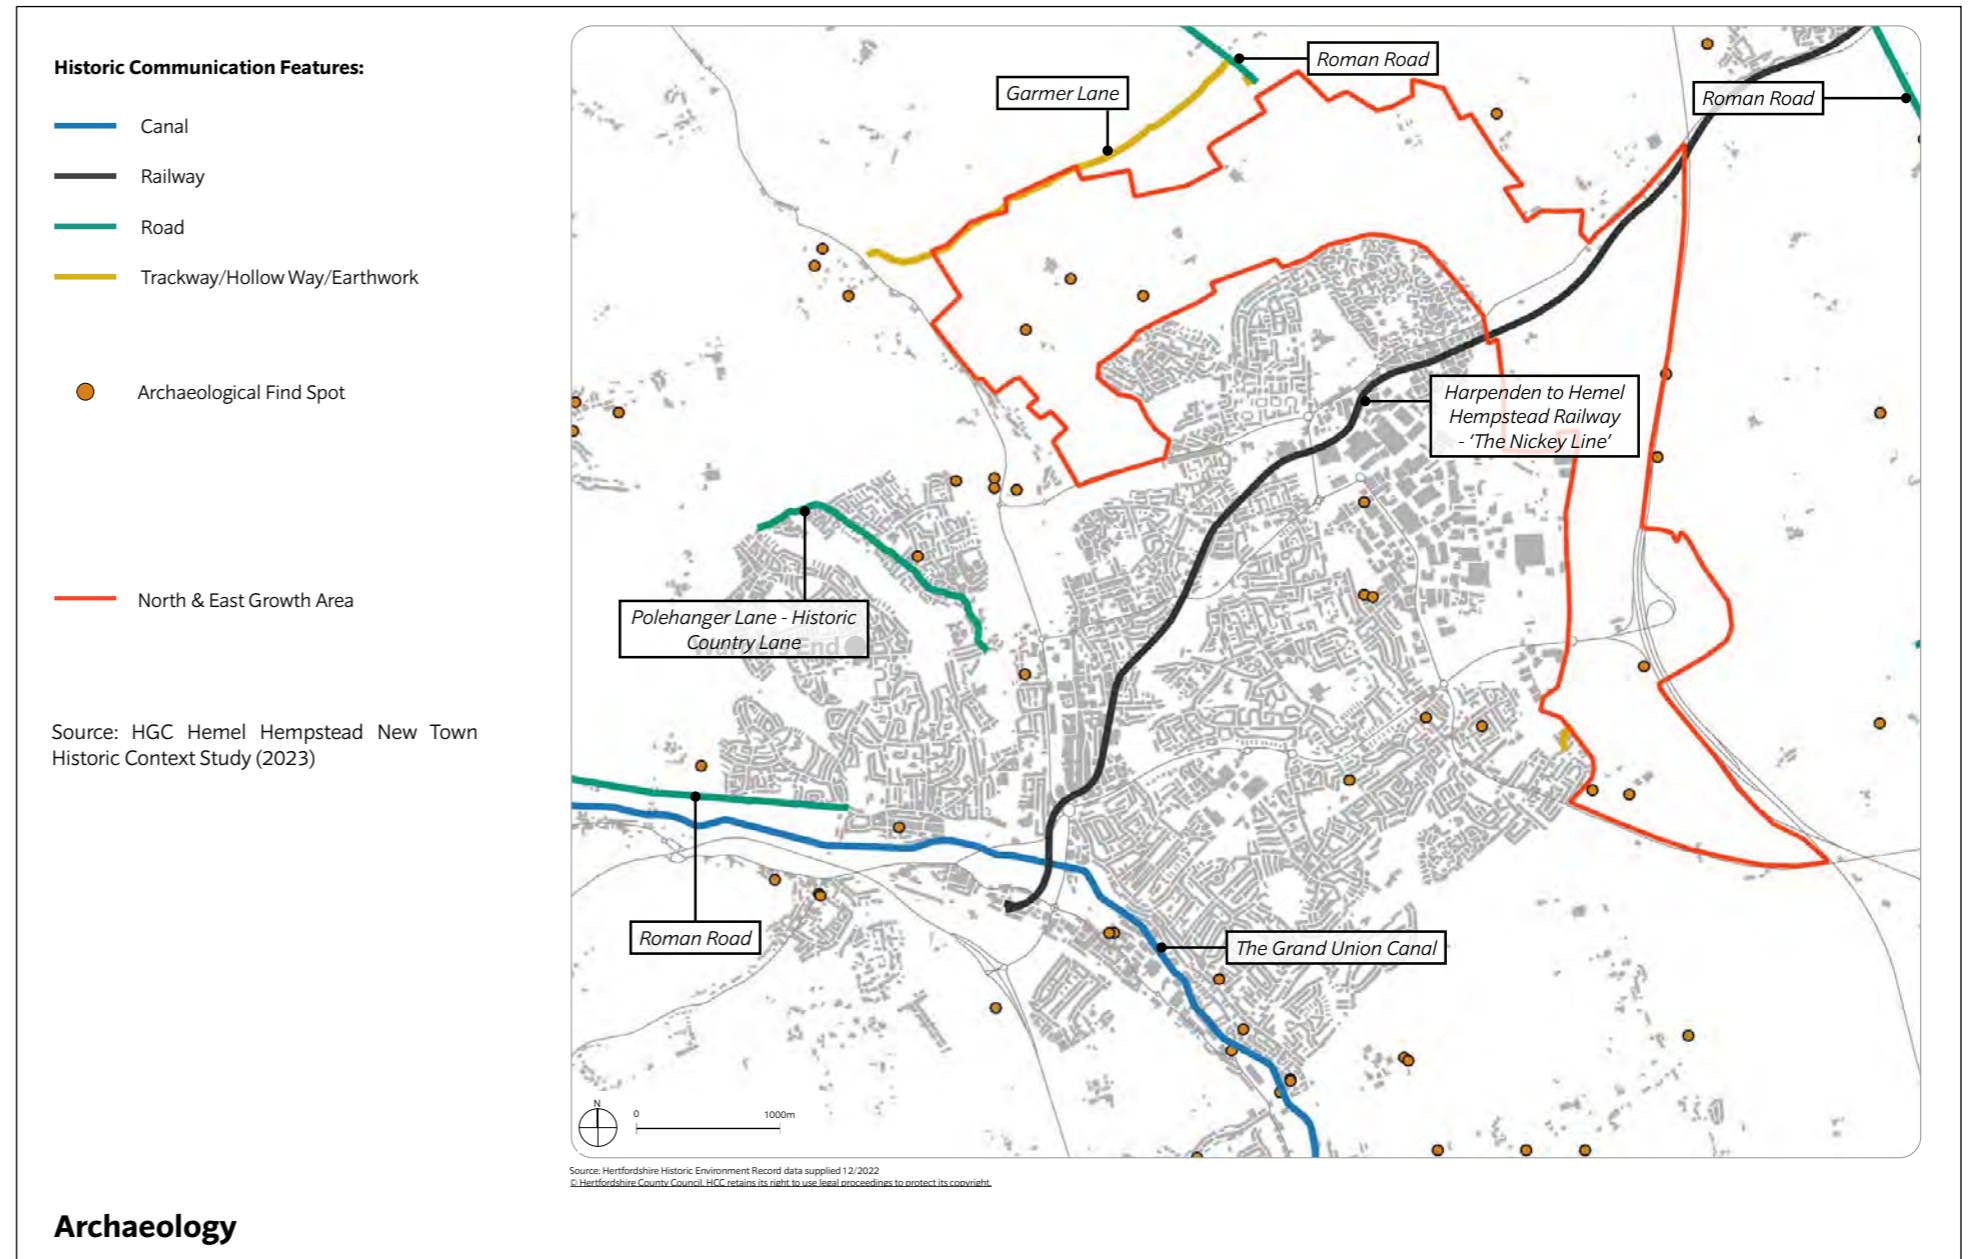 Historic Communication Features:
Canal
Railway
Road
Trackway/Hollow Way/Earthwork
Archaeological Find Spot
North & East Growth Area
Source: HGC Hemel Hempstead New Town
Historic Context Study (2023)
Roman Road
Garmer Lane
Roman Road
Harpenden to Hemel
Hempstead Railway
- ‘The Nickey Line’
Polehanger Lane - Historic
Country Lane
Warners End
Roman Road
The Grand Union Canal
N
0 1000m
Source: Hertfordshire Historic Environment Record data supplied 12/2022
© Hertfordshire County Council. HCC retains its right to use legal proceedings to protect its copyright.
Archaeology